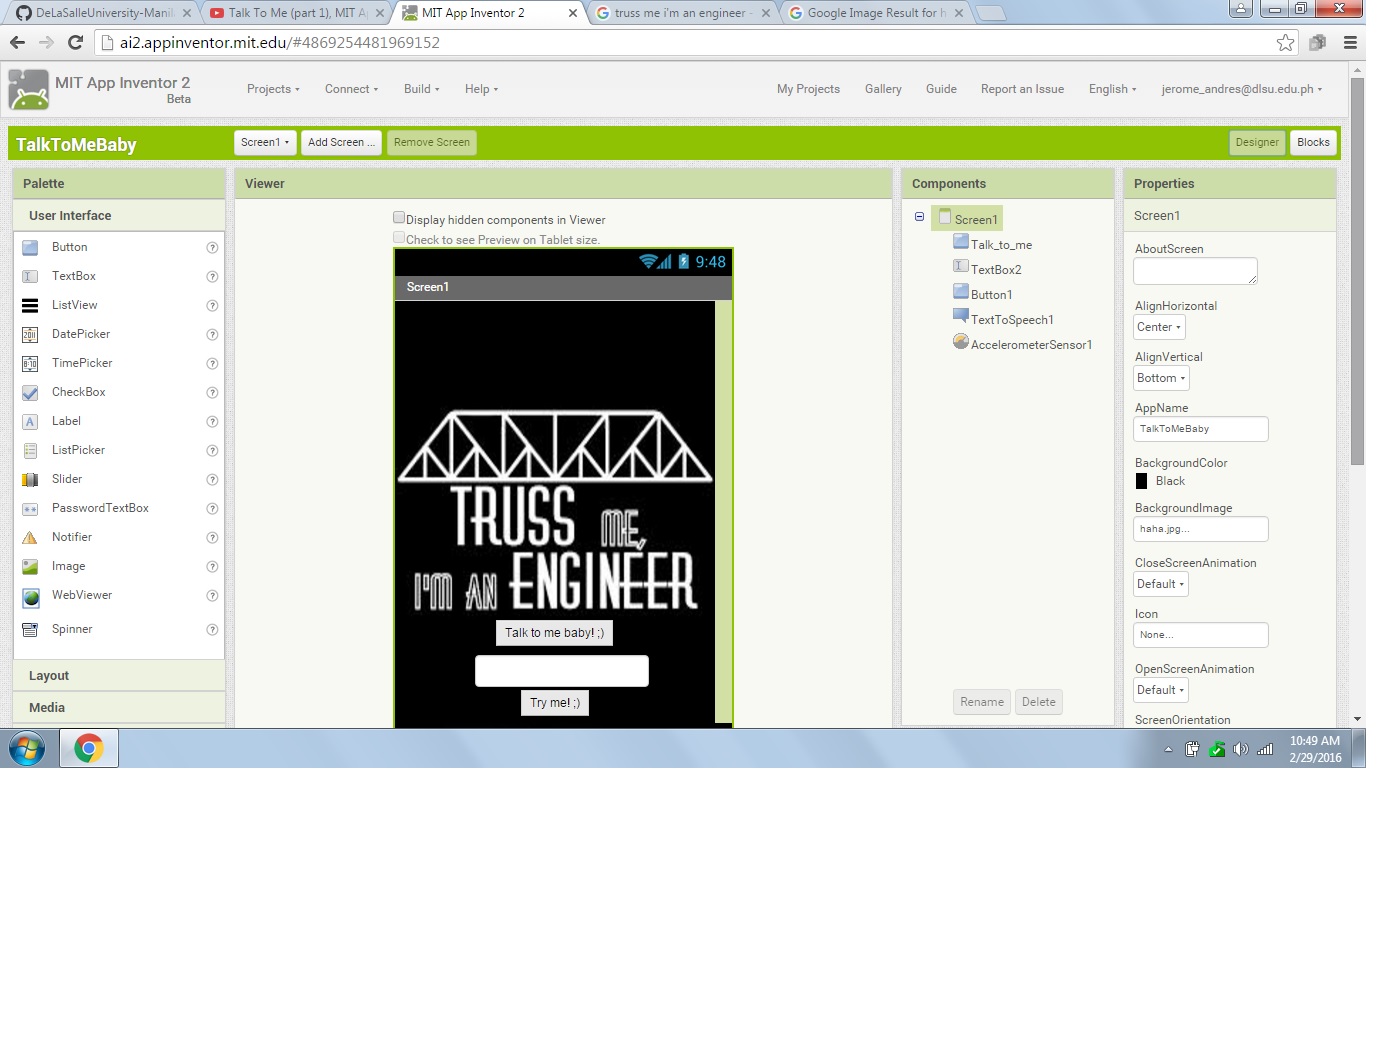 DeLaSalleUniversity-Manil
Talk To Me (part 1), MIT A
MIT App Inventor 2
truss me i'm an engineer -
Google Image Result for h
ai2.appinventor.mit.edu/#4869254481969152
MIT App Inventor 2
Beta
Projects
Connect
Build
Help
My Projects
Gallery
Guide
Report an Issue
English
jerome_andres@dlsu.edu.ph
TalkToMeBaby
Screen1
Add Screen ...
Remove Screen
Designer
Blocks
Palette
User Interface
Button
TextBox
ListView
DatePicker
TimePicker
CheckBox
Label
ListPicker
Slider
PasswordTextBox
Notifier
Image
WebViewer
Spinner
Layout
Media
Viewer
Display hidden components in Viewer
Check to see Preview on Tablet size.
9:48
Screen1
TRUSS ME,
I'M AN ENGINEER
Talk to me baby! ;)
Try me! ;)
Components
Screen1
Talk_to_me
TextBox2
Button1
TextToSpeech1
AccelerometerSensor1
Rename
Delete
Properties
Screen1
AboutScreen
AlignHorizontal
Center
AlignVertical
Bottom
AppName
TalkToMeBaby
BackgroundColor
Black
BackgroundImage
haha.jpg...
CloseScreenAnimation
Default
Icon
None...
OpenScreenAnimation
Default
ScreenOrientation
10:49 AM
2/29/2016